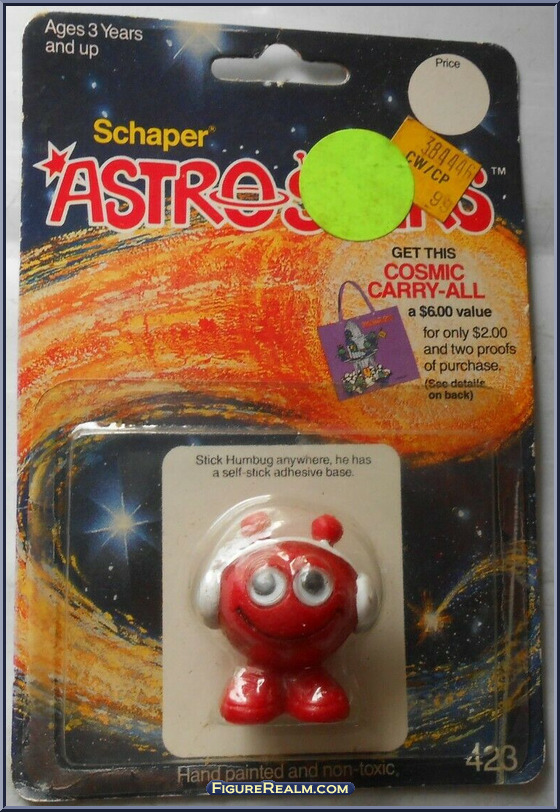 Ages 3 Years
and up
Price
Schaper®
384446
CW/CP
99
™
GET THIS
COSMIC
CARRY-ALL
a $6.00 value
for only $2.00
and two proofs
of purchase.
(See details
on back)
Stick Humbug anywhere, he has
a self-stick adhesive base.
423
Hand painted and non-toxic,
FIGUREREALM.COM